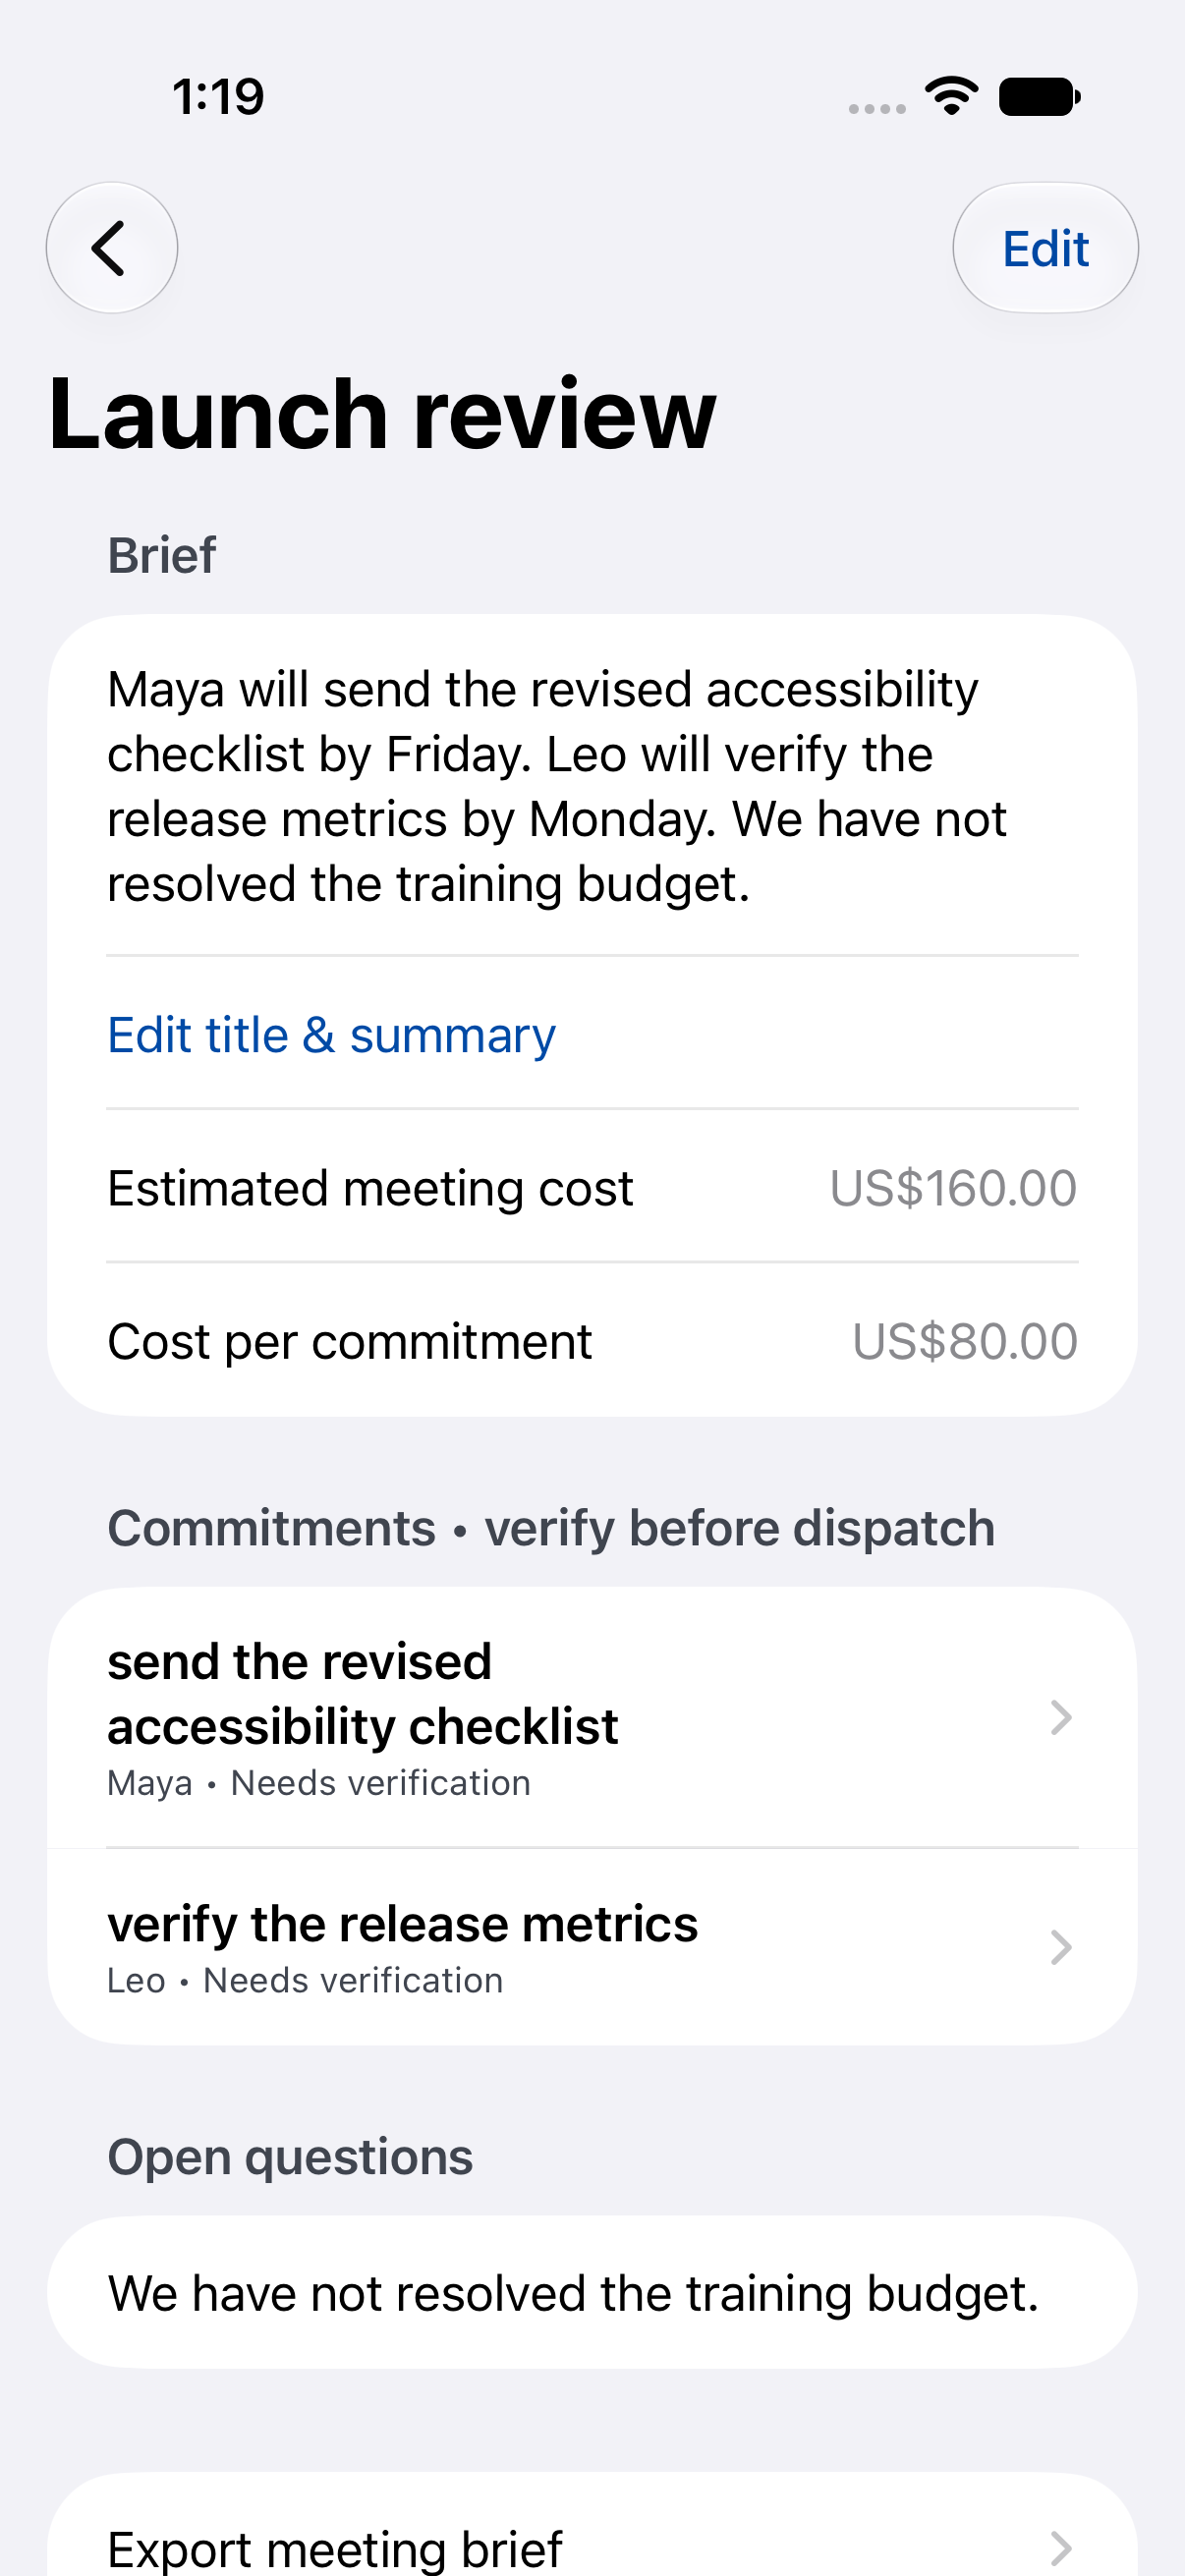 1:19
Edit
Launch review
Brief
Maya will send the revised accessibility
checklist by Friday. Leo will verify the
release metrics by Monday. We have not
resolved the training budget.
Edit title & summary
Estimated meeting cost US$160.00
Cost per commitment US$80.00
Commitments • verify before dispatch
send the revised
accessibility checklist
Maya • Needs verification
verify the release metrics
Leo • Needs verification
Open questions
We have not resolved the training budget.
Export meeting brief